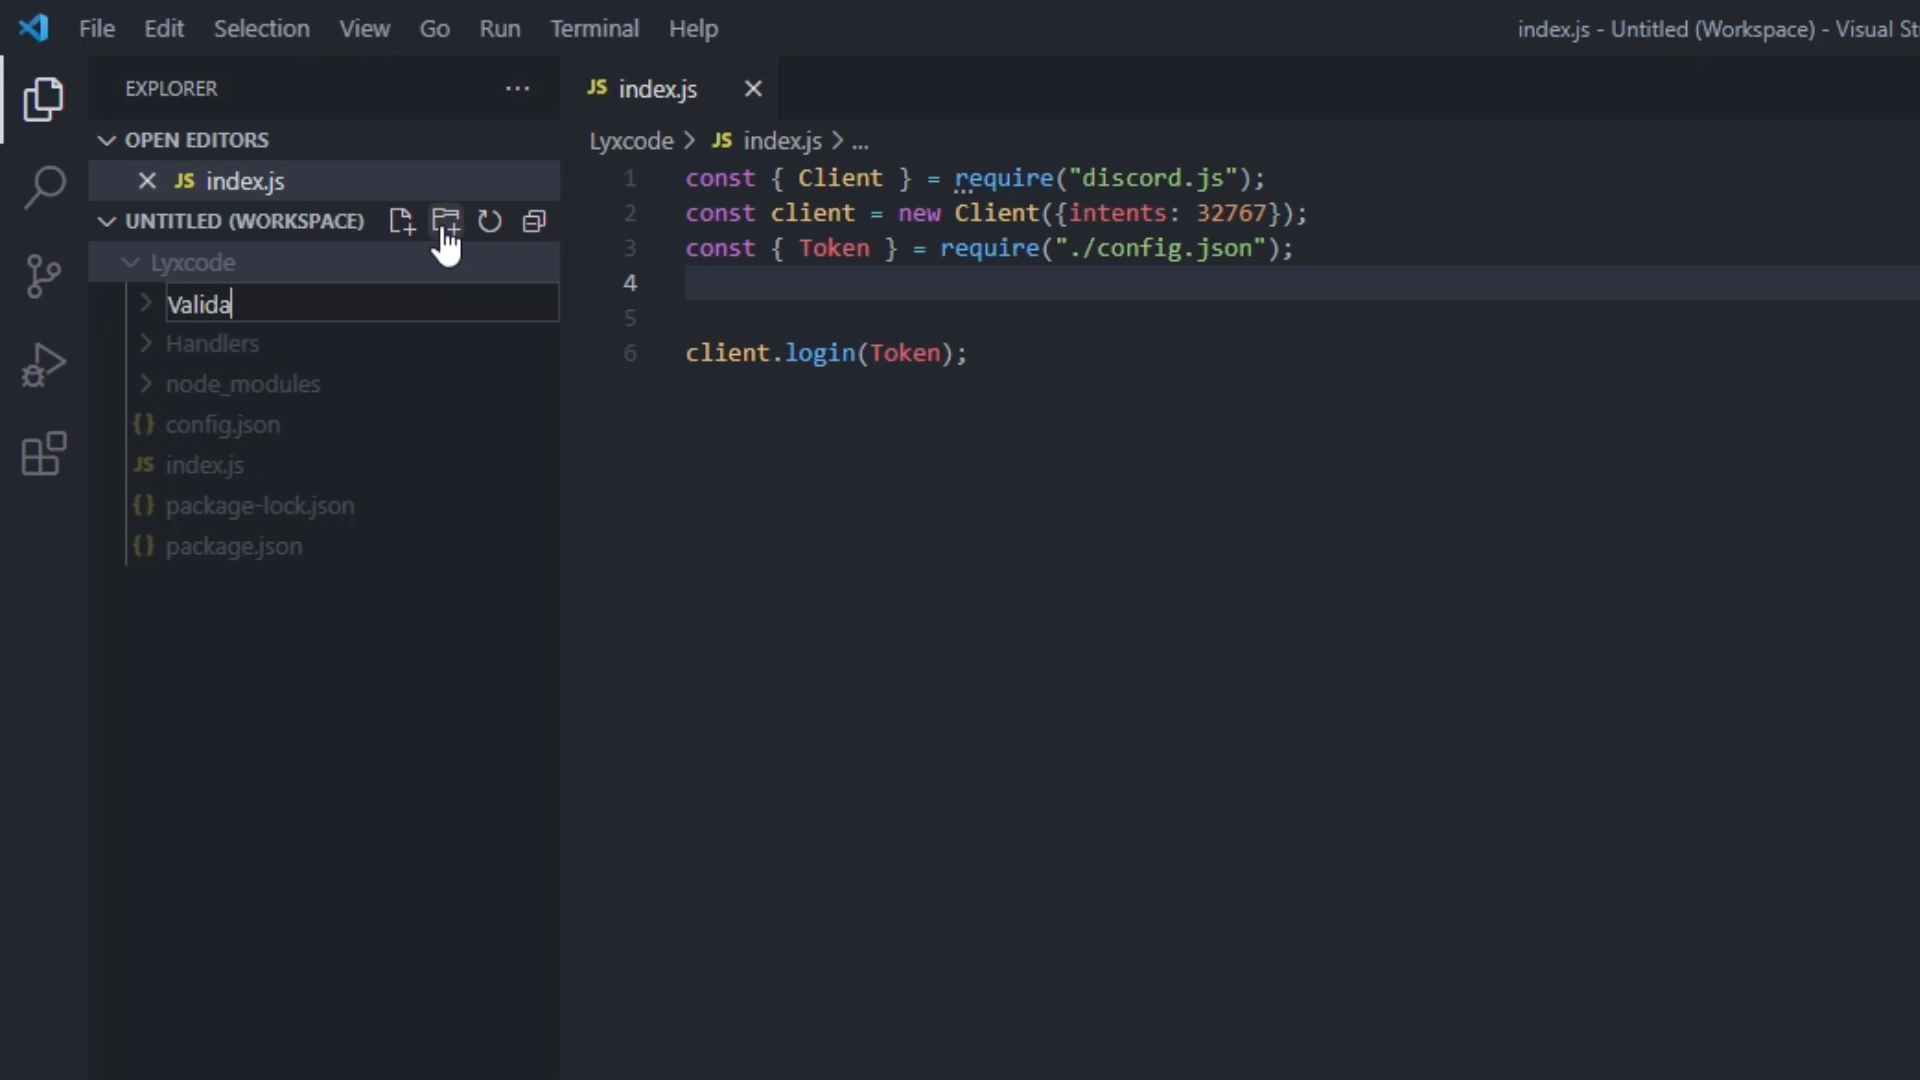 File Edit Selection View Go Run Terminal Help
index.js - Untitled (Workspace) - Visual St
EXPLORER ...
OPEN EDITORS
JS index.js
UNTITLED (WORKSPACE)
Lyxcode
Valida
Handlers
node_modules
{} config.json
JS index.js
{} package-lock.json
{} package.json
JS index.js
Lyxcode > JS index.js > ...
1 const { Client } = require("discord.js");
2 const client = new Client({intents: 32767});
3 const { Token } = require("./config.json");
4
5
6 client.login(Token);